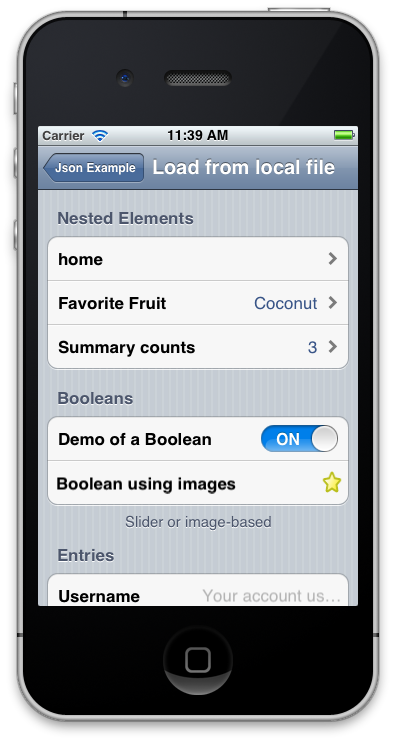 Carrier 11:39 AM
Json Example Load from local file
Nested Elements
home
Favorite Fruit Coconut
Summary counts 3
Booleans
Demo of a Boolean ON
Boolean using images
Slider or image-based
Entries
Username Your account us...